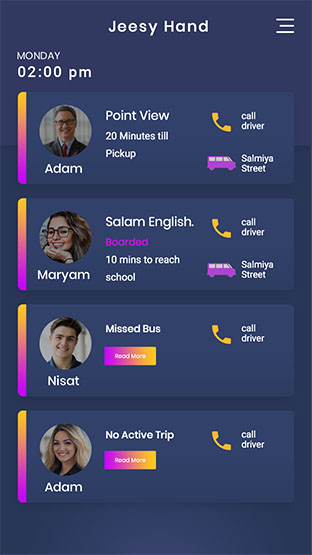 Jeesy Hand
MONDAY
02:00 pm
Point View
20 Minutes till
Pickup
Adam
call
driver
Salmiya
Street
Salam English.
Boarded
10 mins to reach
school
Maryam
call
driver
Salmiya
Street
Missed Bus
Read More
Nisat
call
driver
No Active Trip
Read More
Adam
call
driver